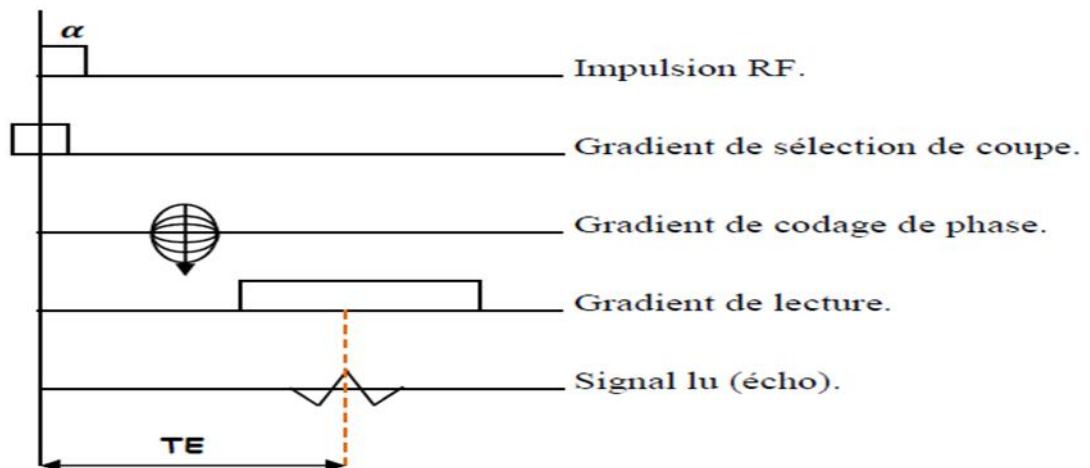 α
Impulsion RF.
Gradient de sélection de coupe.
Gradient de codage de phase.
Gradient de lecture.
Signal lu (écho).
TE